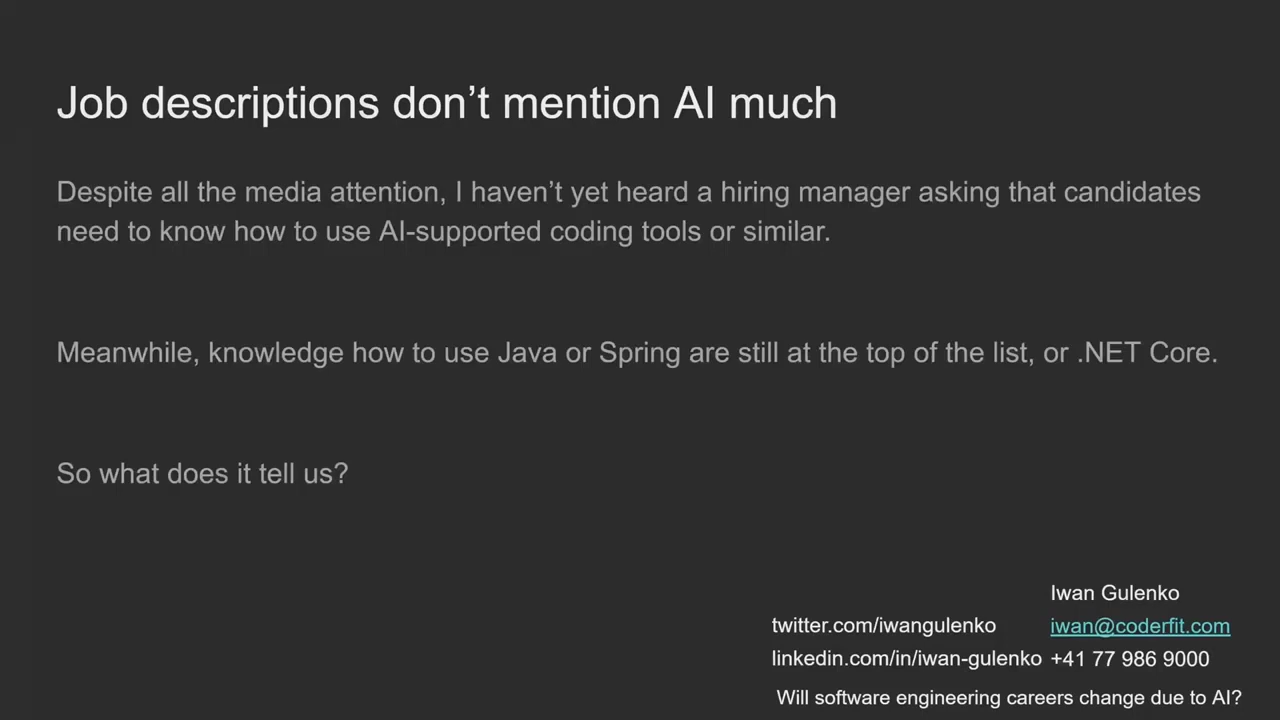 Job descriptions don’t mention AI much
Despite all the media attention, I haven’t yet heard a hiring manager asking that candidates
need to know how to use AI-supported coding tools or similar.
Meanwhile, knowledge how to use Java or Spring are still at the top of the list, or .NET Core.
So what does it tell us?
Iwan Gulenko
twitter.com/iwangulenko iwan@coderfit.com
linkedin.com/in/iwan-gulenko +41 77 986 9000
Will software engineering careers change due to AI?